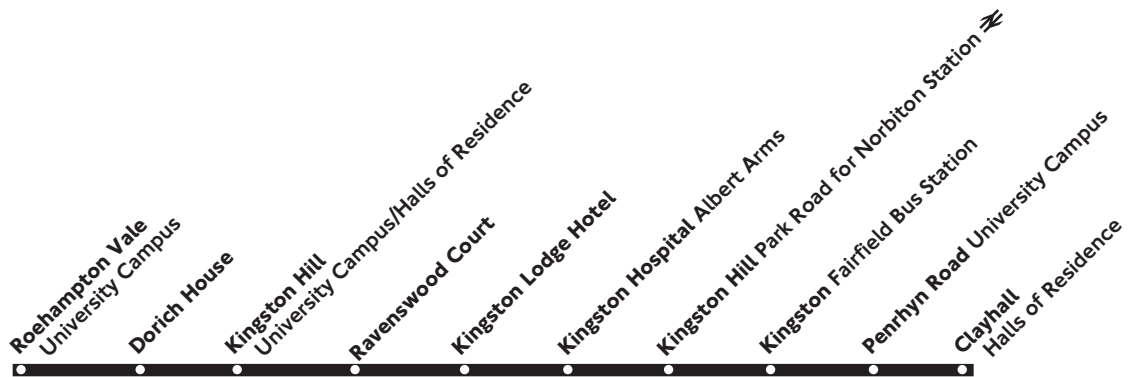 Roehampton Vale
University Campus
Dorich House
Kingston Hill
University Campus/Halls of Residence
Ravenswood Court
Kingston Lodge Hotel
Kingston Hospital Albert Arms
Kingston Hill Park Road for Norbiton Station
Kingston Fairfield Bus Station
Penrhyn Road University Campus
Clayhall
Halls of Residence